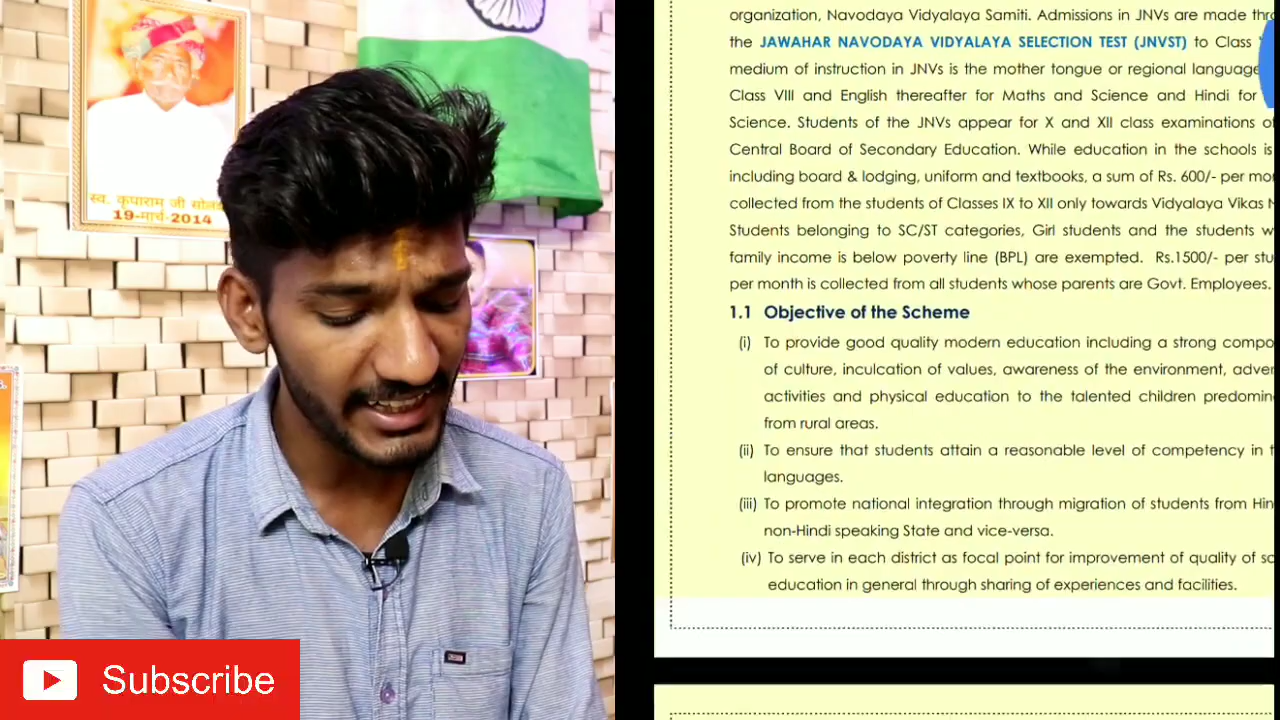 स्व. कृपाराम जी
19-मार्च-2014
Subscribe
organization, Navodaya Vidyalaya Samiti. Admissions in JNVs are made
the JAWAHAR NAVODAYA VIDYALAYA SELECTION TEST (JNVST) to Class
medium of instruction in JNVs is the mother tongue or regional language
Class VIII and English thereafter for Maths and Science and Hindi for
Science. Students of the JNVs appear for X and XII class examinations of
Central Board of Secondary Education. While education in the schools is
including board & lodging, uniform and textbooks, a sum of Rs. 600/- per
collected from the students of Classes IX to XII only towards Vidyalaya Vikas
Students belonging to SC/ST categories, Girl students and the students
family income is below poverty line (BPL) are exempted. Rs.1500/- per
per month is collected from all students whose parents are Govt. Employees.
1.1 Objective of the Scheme
(i) To provide good quality modern education including a strong
of culture, inculcation of values, awareness of the environment,
activities and physical education to the talented children
from rural areas.
(ii) To ensure that students attain a reasonable level of competency in
languages.
(iii) To promote national integration through migration of students from
non-Hindi speaking State and vice-versa.
(iv) To serve in each district as focal point for improvement of quality of
education in general through sharing of experiences and facilities.